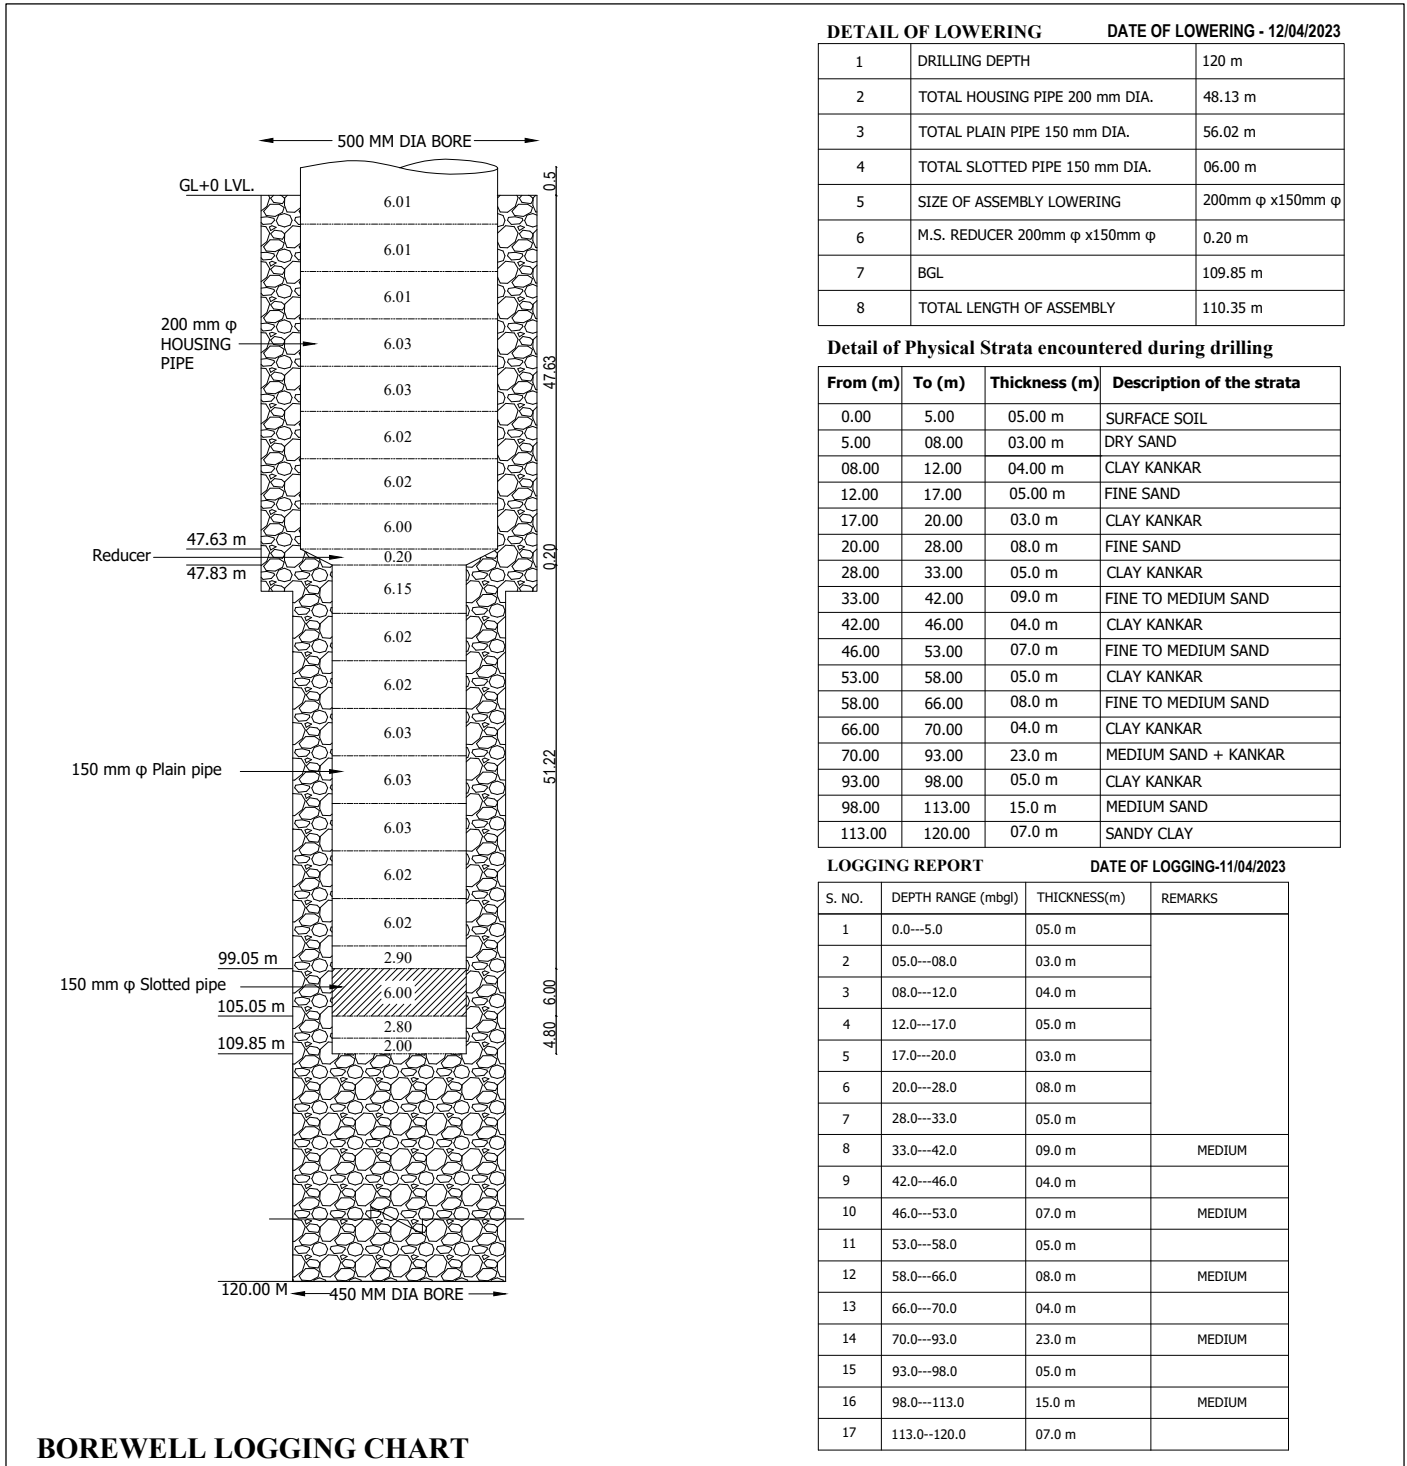 500 MM DIA BORE
GL+0 LVL.
0.5
6.01
6.01
6.01
200 mm φ
HOUSING
PIPE
6.03
47.63
6.03
6.02
6.02
6.00
47.63 m
Reducer
0.20
0.20
47.83 m
6.15
6.02
6.02
6.03
150 mm φ Plain pipe
6.03
51.22
6.03
6.02
6.02
99.05 m
2.90
150 mm φ Slotted pipe
6.00
6.00
105.05 m
2.80
4.80
109.85 m
2.00
120.00 M
450 MM DIA BORE
BOREWELL LOGGING CHART
DETAIL OF LOWERING DATE OF LOWERING - 12/04/2023
1 DRILLING DEPTH 120 m
2 TOTAL HOUSING PIPE 200 mm DIA. 48.13 m
3 TOTAL PLAIN PIPE 150 mm DIA. 56.02 m
4 TOTAL SLOTTED PIPE 150 mm DIA. 06.00 m
5 SIZE OF ASSEMBLY LOWERING 200mm φ x150mm φ
6 M.S. REDUCER 200mm φ x150mm φ 0.20 m
7 BGL 109.85 m
8 TOTAL LENGTH OF ASSEMBLY 110.35 m
Detail of Physical Strata encountered during drilling
From (m) To (m) Thickness (m) Description of the strata
0.00 5.00 05.00 m SURFACE SOIL
5.00 08.00 03.00 m DRY SAND
08.00 12.00 04.00 m CLAY KANKAR
12.00 17.00 05.00 m FINE SAND
17.00 20.00 03.0 m CLAY KANKAR
20.00 28.00 08.0 m FINE SAND
28.00 33.00 05.0 m CLAY KANKAR
33.00 42.00 09.0 m FINE TO MEDIUM SAND
42.00 46.00 04.0 m CLAY KANKAR
46.00 53.00 07.0 m FINE TO MEDIUM SAND
53.00 58.00 05.0 m CLAY KANKAR
58.00 66.00 08.0 m FINE TO MEDIUM SAND
66.00 70.00 04.0 m CLAY KANKAR
70.00 93.00 23.0 m MEDIUM SAND + KANKAR
93.00 98.00 05.0 m CLAY KANKAR
98.00 113.00 15.0 m MEDIUM SAND
113.00 120.00 07.0 m SANDY CLAY
LOGGING REPORT DATE OF LOGGING-11/04/2023
S. NO. DEPTH RANGE (mbgl) THICKNESS(m) REMARKS
1 0.0---5.0 05.0 m
2 05.0---08.0 03.0 m
3 08.0---12.0 04.0 m
4 12.0---17.0 05.0 m
5 17.0---20.0 03.0 m
6 20.0---28.0 08.0 m
7 28.0---33.0 05.0 m
8 33.0---42.0 09.0 m MEDIUM
9 42.0---46.0 04.0 m
10 46.0---53.0 07.0 m MEDIUM
11 53.0---58.0 05.0 m
12 58.0---66.0 08.0 m MEDIUM
13 66.0---70.0 04.0 m
14 70.0---93.0 23.0 m MEDIUM
15 93.0---98.0 05.0 m
16 98.0---113.0 15.0 m MEDIUM
17 113.0--120.0 07.0 m